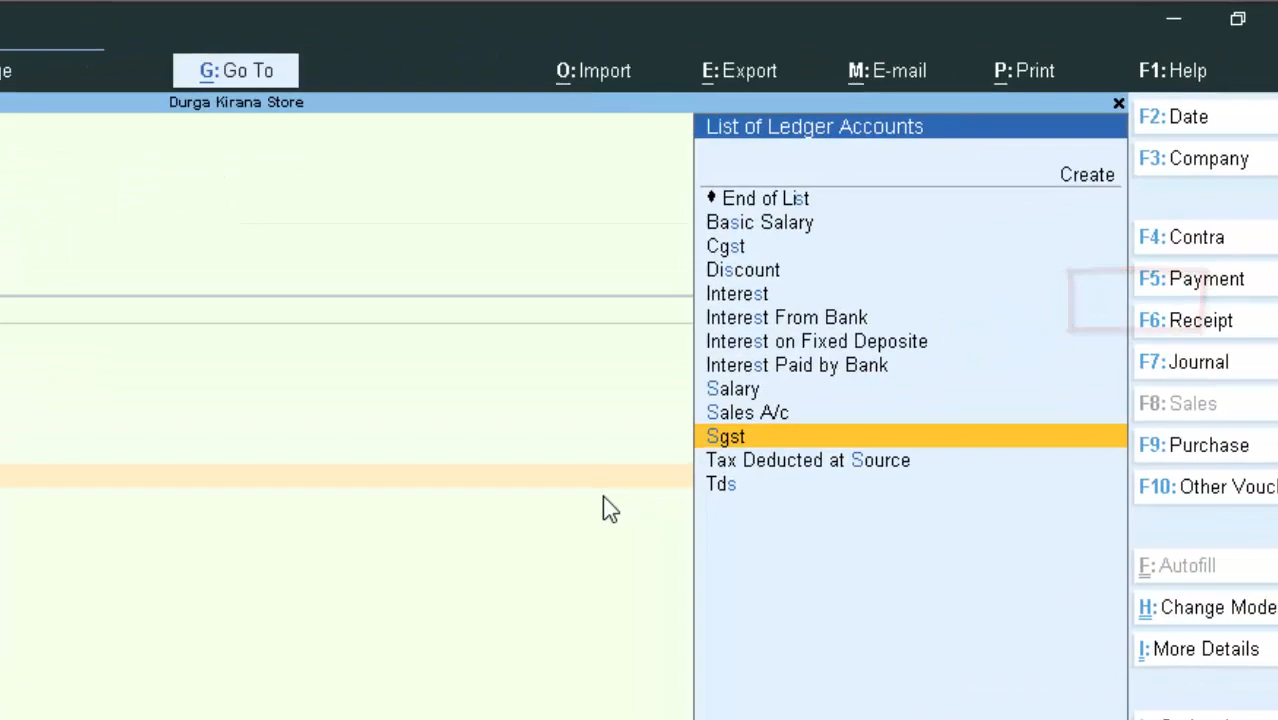 ge
G: Go To
O: Import
E: Export
M: E-mail
P: Print
F1: Help
Durga Kirana Store
List of Ledger Accounts
Create
♦ End of List
Basic Salary
Cgst
Discount
Interest
Interest From Bank
Interest on Fixed Deposite
Interest Paid by Bank
Salary
Sales A/c
Sgst
Tax Deducted at Source
Tds
F2: Date
F3: Company
F4: Contra
F5: Payment
F6: Receipt
F7: Journal
F8: Sales
F9: Purchase
F10: Other Vouc
F: Autofill
H: Change Mode
I: More Details